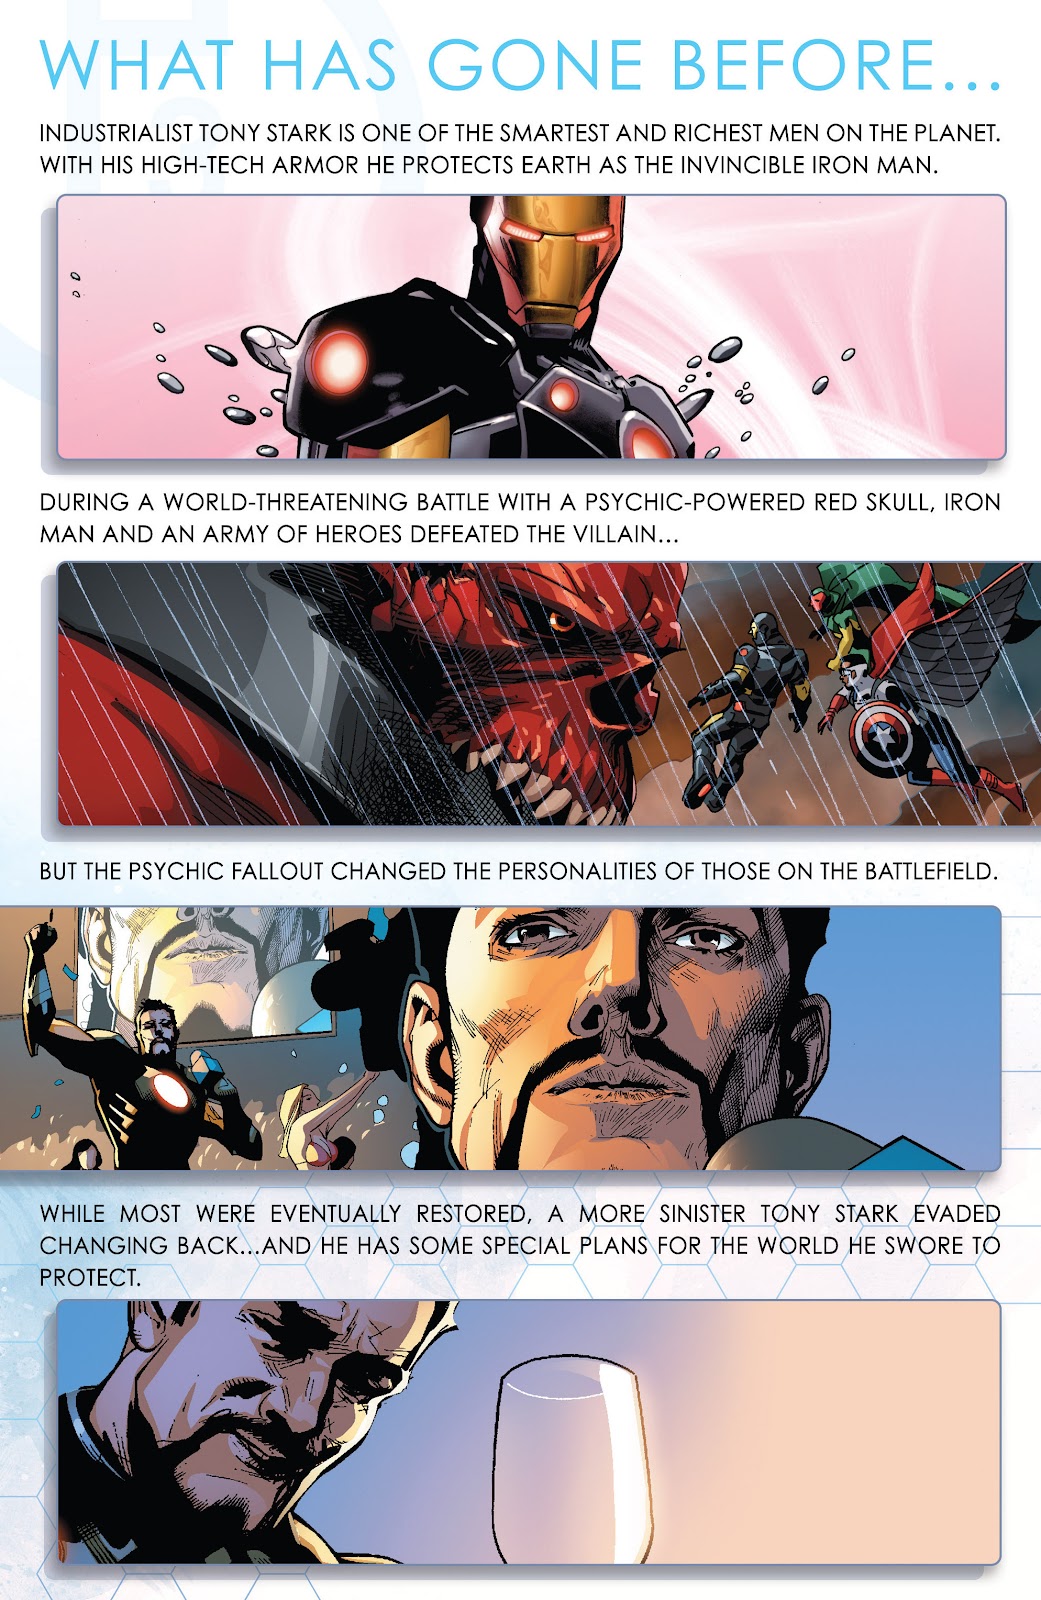 WHAT HAS GONE BEFORE...
INDUSTRIALIST TONY STARK IS ONE OF THE SMARTEST AND RICHEST MEN ON THE PLANET.
WITH HIS HIGH-TECH ARMOR HE PROTECTS EARTH AS THE INVINCIBLE IRON MAN.
DURING A WORLD-THREATENING BATTLE WITH A PSYCHIC-POWERED RED SKULL, IRON
MAN AND AN ARMY OF HEROES DEFEATED THE VILLAIN...
BUT THE PSYCHIC FALLOUT CHANGED THE PERSONALITIES OF THOSE ON THE BATTLEFIELD.
WHILE MOST WERE EVENTUALLY RESTORED, A MORE SINISTER TONY STARK EVADED
CHANGING BACK...AND HE HAS SOME SPECIAL PLANS FOR THE WORLD HE SWORE TO
PROTECT.